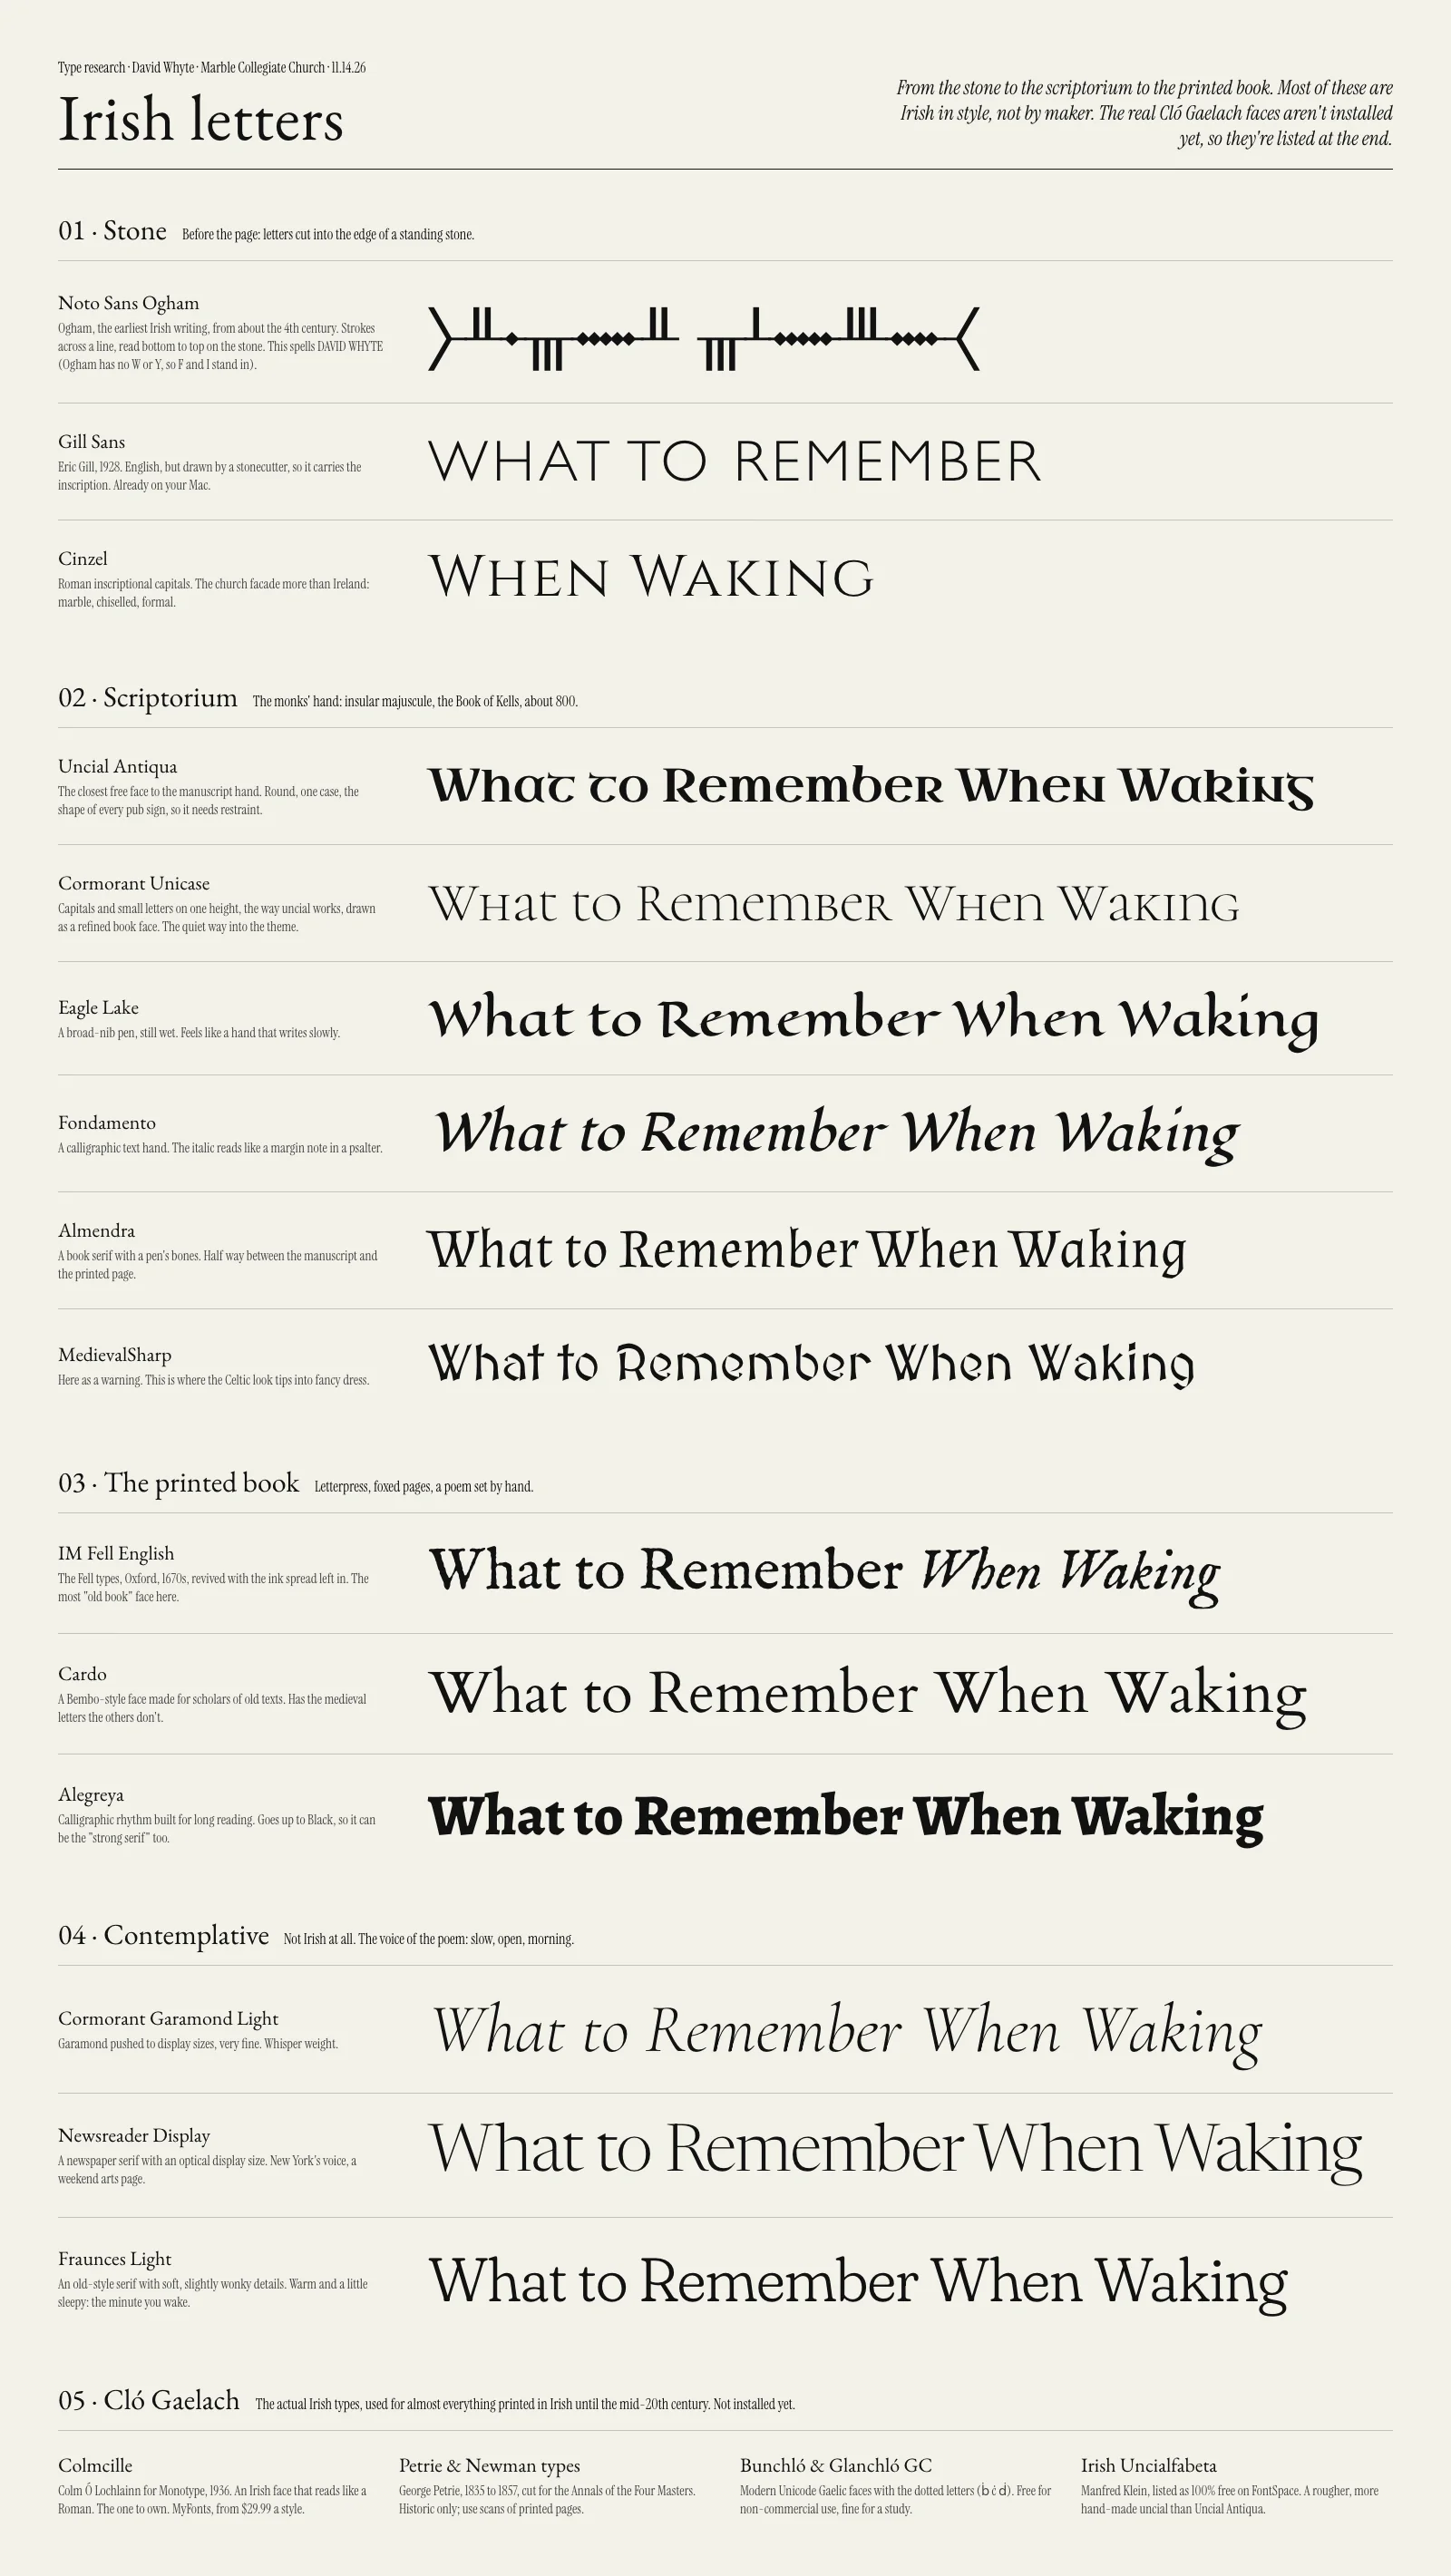 Type research · David Whyte · Marble Collegiate Church · 11.14.26
Irish letters
From the stone to the scriptorium to the printed book. Most of these are
Irish in style, not by maker. The real Cló Gaelach faces aren't installed
yet, so they're listed at the end.
01 · Stone Before the page: letters cut into the edge of a standing stone.
Noto Sans Ogham
Ogham, the earliest Irish writing, from about the 4th century. Strokes
across a line, read bottom to top on the stone. This spells DAVID WHYTE
(Ogham has no W or Y, so F and I stand in).
᚛ᚇᚐᚃᚔᚇ ᚃᚆᚔᚈᚓ᚜
Gill Sans
Eric Gill, 1928. English, but drawn by a stonecutter, so it carries the
inscription. Already on your Mac.
WHAT TO REMEMBER
Cinzel
Roman inscriptional capitals. The church facade more than Ireland:
marble, chiselled, formal.
When Waking
02 · Scriptorium The monks' hand: insular majuscule, the Book of Kells, about 800.
Uncial Antiqua
The closest free face to the manuscript hand. Round, one case, the
shape of every pub sign, so it needs restraint.
What to Remember When Waking
Cormorant Unicase
Capitals and small letters on one height, the way uncial works, drawn
as a refined book face. The quiet way into the theme.
What to Remember When Waking
Eagle Lake
A broad-nib pen, still wet. Feels like a hand that writes slowly.
What to Remember When Waking
Fondamento
A calligraphic text hand. The italic reads like a margin note in a psalter.
What to Remember When Waking
Almendra
A book serif with a pen's bones. Half way between the manuscript and
the printed page.
What to Remember When Waking
MedievalSharp
Here as a warning. This is where the Celtic look tips into fancy dress.
What to Remember When Waking
03 · The printed book Letterpress, foxed pages, a poem set by hand.
IM Fell English
The Fell types, Oxford, 1670s, revived with the ink spread left in. The
most "old book" face here.
What to Remember When Waking
Cardo
A Bembo-style face made for scholars of old texts. Has the medieval
letters the others don't.
What to Remember When Waking
Alegreya
Calligraphic rhythm built for long reading. Goes up to Black, so it can
be the "strong serif" too.
What to Remember When Waking
04 · Contemplative Not Irish at all. The voice of the poem: slow, open, morning.
Cormorant Garamond Light
Garamond pushed to display sizes, very fine. Whisper weight.
What to Remember When Waking
Newsreader Display
A newspaper serif with an optical display size. New York's voice, a
weekend arts page.
What to Remember When Waking
Fraunces Light
An old-style serif with soft, slightly wonky details. Warm and a little
sleepy: the minute you wake.
What to Remember When Waking
05 · Cló Gaelach The actual Irish types, used for almost everything printed in Irish until the mid-20th century. Not installed yet.
Colmcille
Colm Ó Lochlainn for Monotype, 1936. An Irish face that reads like a
Roman. The one to own. MyFonts, from $29.99 a style.
Petrie & Newman types
George Petrie, 1835 to 1857, cut for the Annals of the Four Masters.
Historic only; use scans of printed pages.
Bunchló & Glanchló GC
Modern Unicode Gaelic faces with the dotted letters (ḃ ċ ḋ). Free for
non-commercial use, fine for a study.
Irish Uncialfabeta
Manfred Klein, listed as 100% free on FontSpace. A rougher, more
hand-made uncial than Uncial Antiqua.